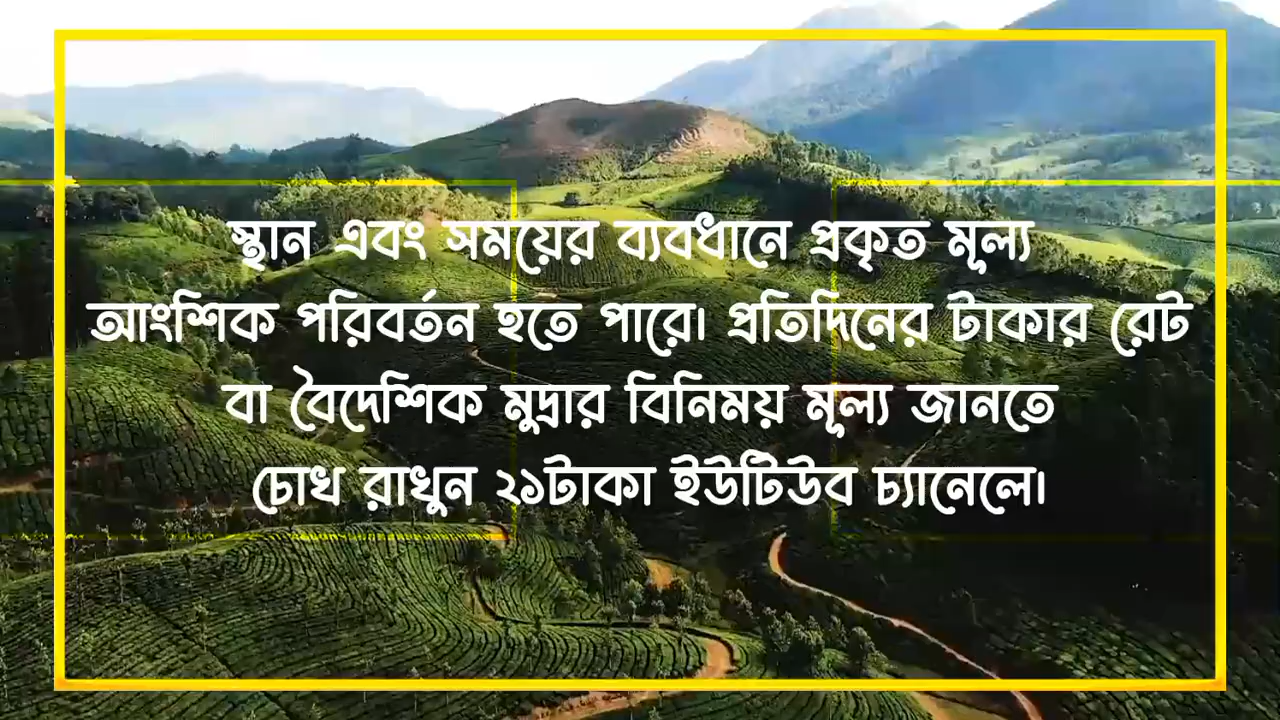 স্থান এবং সময়ের ব্যবধানে প্রকৃত মূল্য
আংশিক পরিবর্তন হতে পারে। প্রতিদিনের টাকার রেট
বা বৈদেশিক মুদ্রার বিনিময় মূল্য জানতে
চোখ রাখুন ২১টাকা ইউটিউব চ্যানেলে।